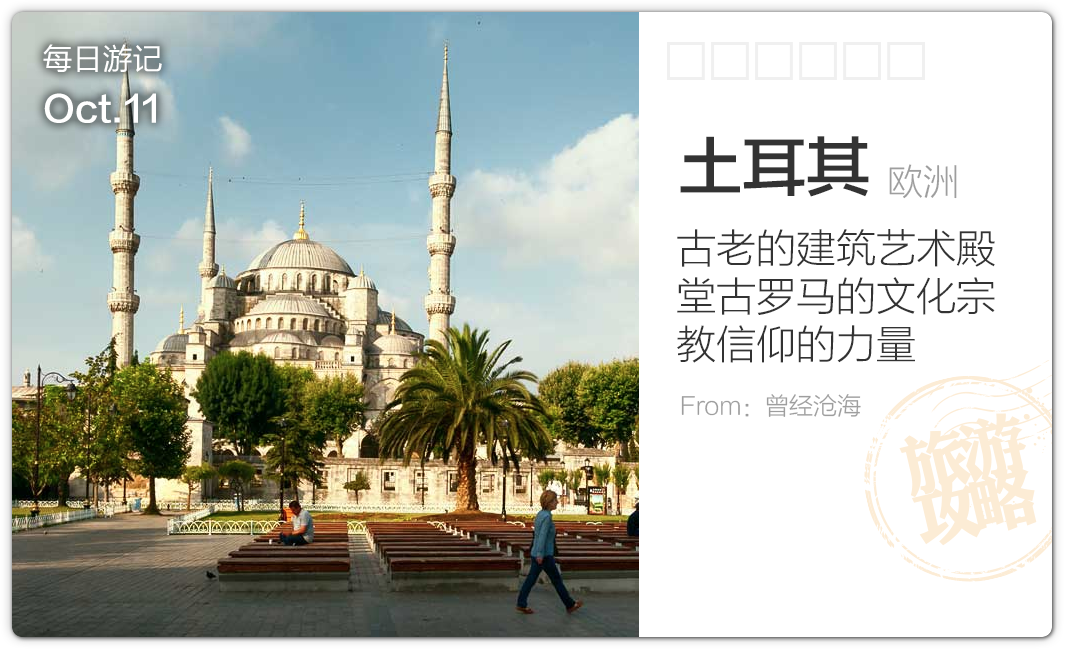 每日游记
Oct.11
土耳其 欧洲
古老的建筑艺术殿
堂古罗马的文化宗
教信仰的力量
From：曾经沧海
旅游
攻略